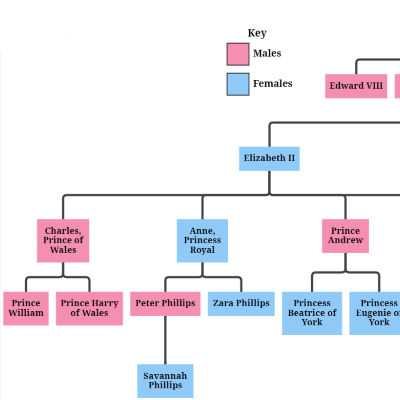 Key
Males
Females
Edward VIII
Elizabeth II
Charles,
Prince of
Wales
Anne,
Princess
Royal
Prince
Andrew
Prince
William
Prince Harry
of Wales
Peter Phillips
Zara Phillips
Princess
Beatrice of
York
Princess
Eugenie of
York
Savannah
Phillips